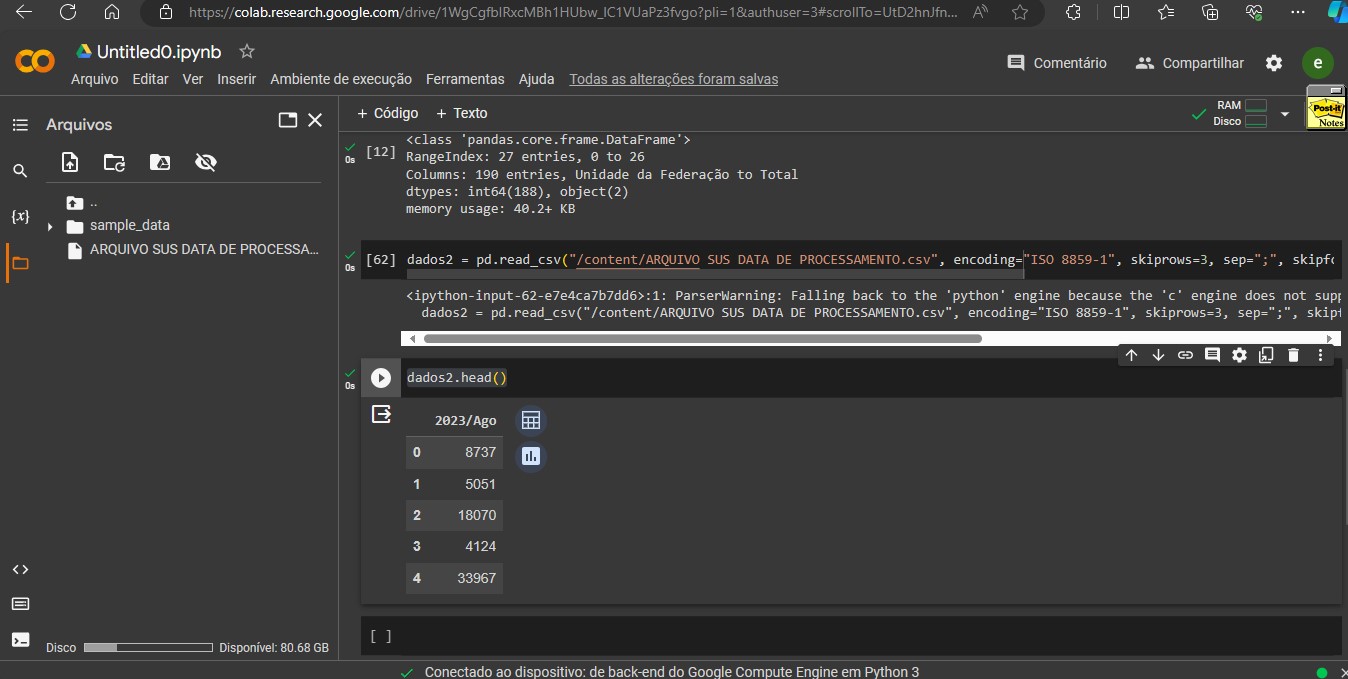 https://colab.research.google.com/drive/1WgCgfbIRxcMBh1HUbw_IC1VUaPz3fvgo?pli=1&authuser=3#scrollTo=UtD2hnJfn...
Untitled0.ipynb
Arquivo Editar Ver Inserir Ambiente de execução Ferramentas Ajuda Todas as alterações foram salvas
Comentário
Compartilhar
e
Arquivos
+ Código + Texto
RAM
Disco
Post-it
Notes
..
sample_data
ARQUIVO SUS DATA DE PROCESSA...
{x}
0s
[12]
<class 'pandas.core.frame.DataFrame'>
RangeIndex: 27 entries, 0 to 26
Columns: 190 entries, Unidade da Federação to Total
dtypes: int64(188), object(2)
memory usage: 40.2+ KB
0s
[62] dados2 = pd.read_csv("/content/ARQUIVO SUS DATA DE PROCESSAMENTO.csv", encoding="ISO 8859-1", skiprows=3, sep=";", skipfo
<ipython-input-62-e7e4ca7b7dd6>:1: ParserWarning: Falling back to the 'python' engine because the 'c' engine does not supp
dados2 = pd.read_csv("/content/ARQUIVO SUS DATA DE PROCESSAMENTO.csv", encoding="ISO 8859-1", skiprows=3, sep=";", skipf
0s
dados2.head()
2023/Ago
0 8737
1 5051
2 18070
3 4124
4 33967
[ ]
Disco Disponível: 80.68 GB
Conectado ao dispositivo: de back-end do Google Compute Engine em Python 3